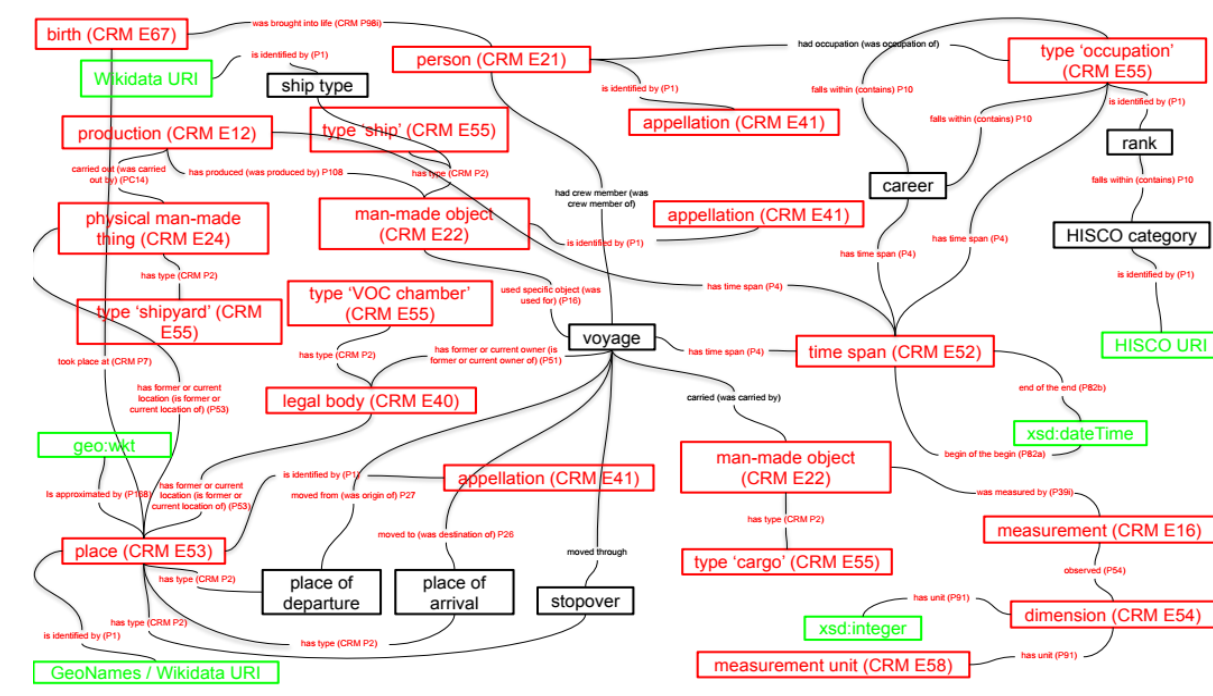 birth (CRM E67)
was brought into life (CRM P98i)
is identified by (P1)
Wikidata URI
ship type
person (CRM E21)
had occupation (was occupation of)
type ‘occupation’
(CRM E55)
is identified by (P1)
falls within (contains) P10
is identified by (P1)
appellation (CRM E41)
falls within (contains) P10
rank
production (CRM E12)
type ‘ship’ (CRM E55)
carried out (was carried
out by) (PC14)
has produced (was produced by) P108
has type (CRM P2)
falls within (contains) P10
career
had crew member (was
crew member of)
physical man-made
thing (CRM E24)
man-made object
(CRM E22)
appellation (CRM E41)
is identified by (P1)
has time span (P4)
has time span (P4)
HISCO category
is identified by (P1)
has type (CRM P2)
type ‘shipyard’ (CRM
E55)
type ‘VOC chamber’
(CRM E55)
used specific object (was
used for) (P16)
has time span (P4)
voyage
has time span (P4)
time span (CRM E52)
HISCO URI
took place at (CRM P7)
has type (CRM P2)
has former or current owner (is
former or current owner of) (P51)
has former or current
location (is former or
current location of) (P53)
legal body (CRM E40)
carried (was carried by)
end of the end (P82b)
xsd:dateTime
begin of the begin (P82a)
geo:wkt
man-made object
(CRM E22)
is identified by (P1)
appellation (CRM E41)
Is approximated by (P168)
has former or current
location (is former or
current location of) (P53)
moved from (was origin of) P27
was measured by (P39i)
has type (CRM P2)
measurement (CRM E16)
moved to (was destination of) P26
place (CRM E53)
moved through
type ‘cargo’ (CRM E55)
observed (P54)
has type (CRM P2)
place of
departure
place of
arrival
stopover
has unit (P91)
dimension (CRM E54)
xsd:integer
has type (CRM P2)
is identified by (P1)
has type (CRM P2)
has unit (P91)
measurement unit (CRM E58)
GeoNames / Wikidata URI